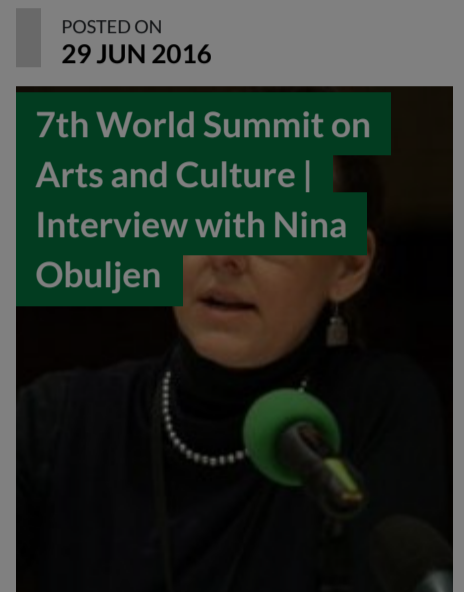 POSTED ON
29 JUN 2016
7th World Summit on
Arts and Culture |
Interview with Nina
Obuljen